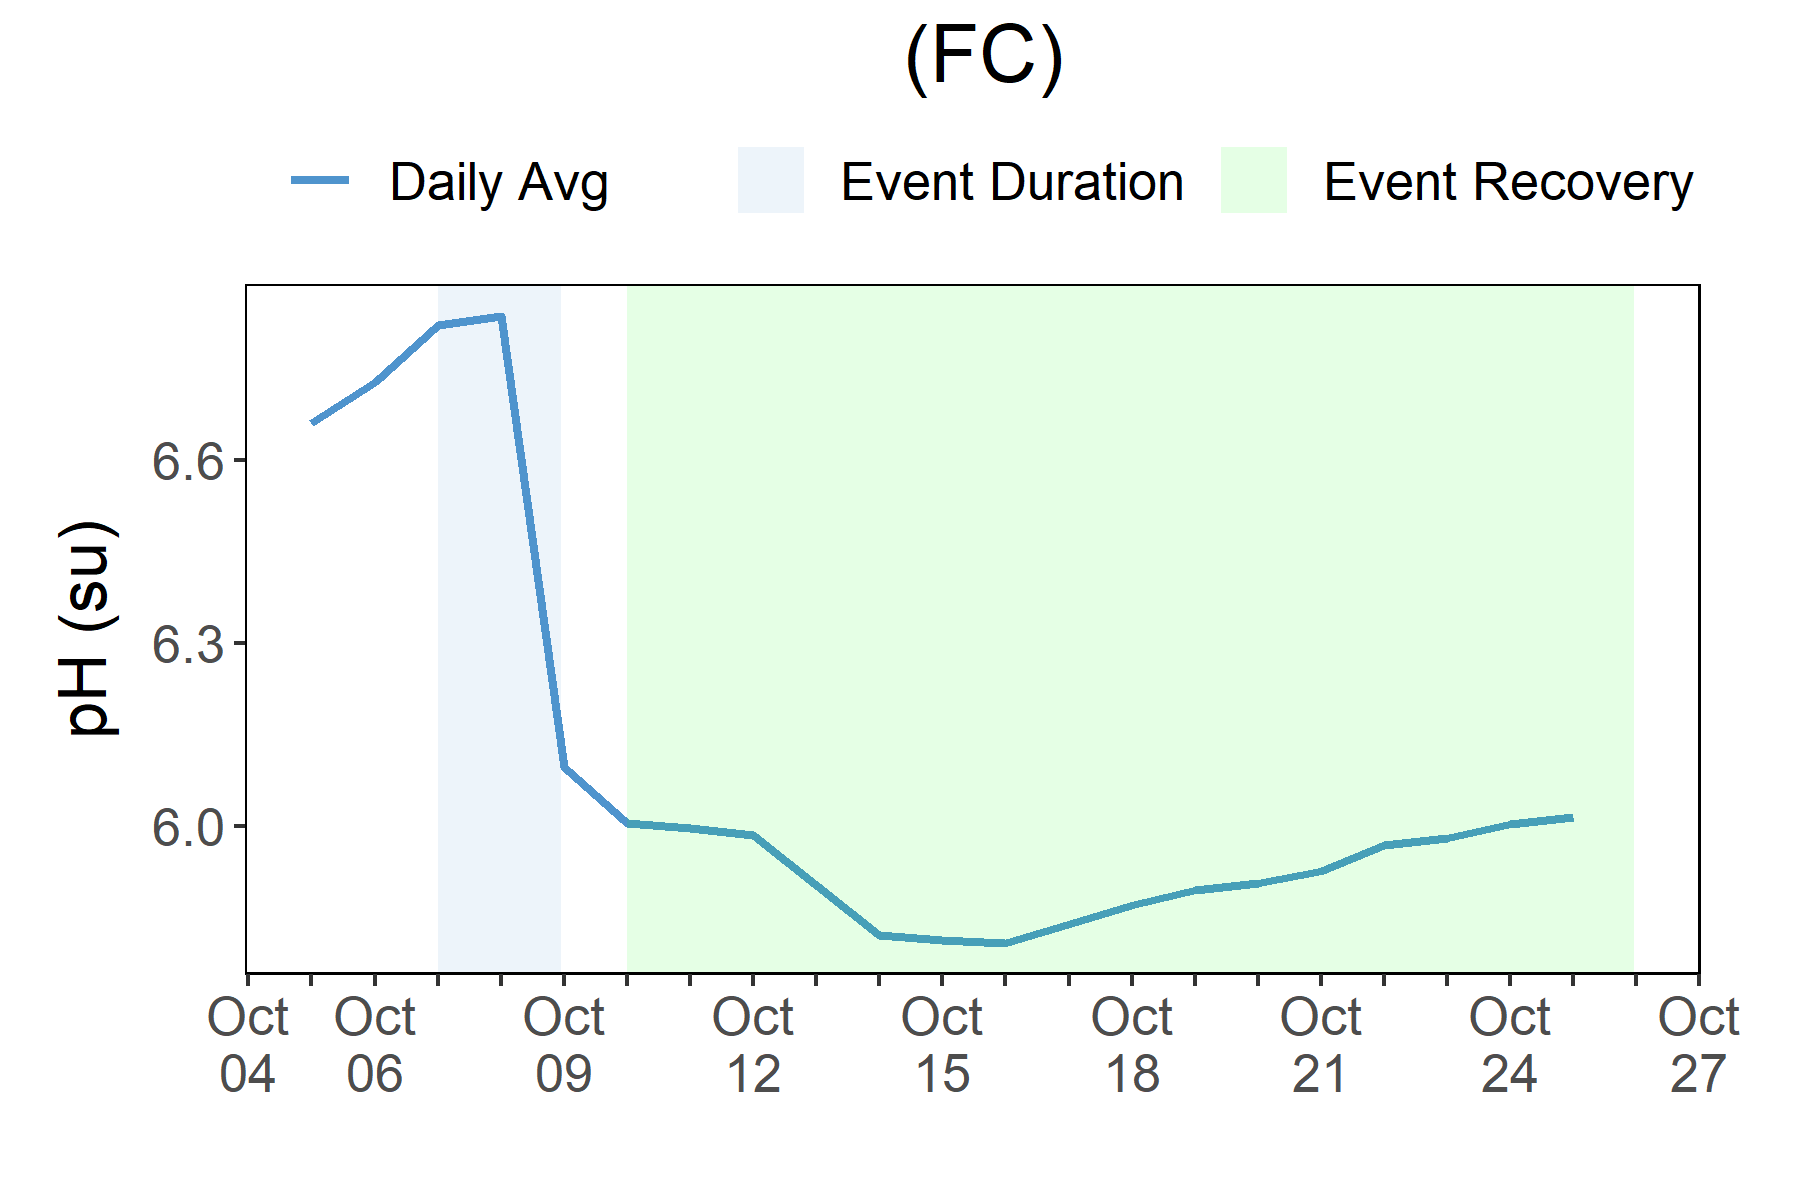 (FC)
Daily Avg
Event Duration
Event Recovery
pH (su)
6.6
6.3
6.0
Oct 04
Oct 06
Oct 09
Oct 12
Oct 15
Oct 18
Oct 21
Oct 24
Oct 27